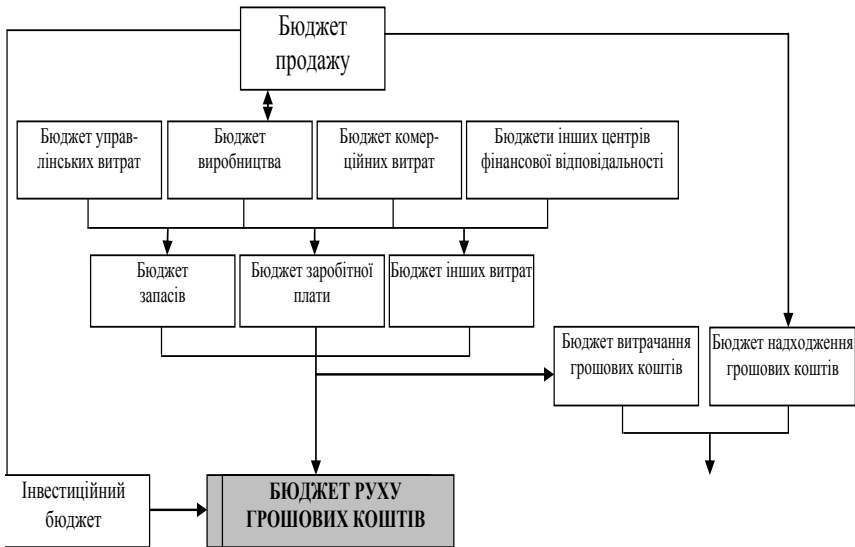 Бюджет
продажу
Бюджет управ-
лінських витрат
Бюджет
виробництва
Бюджет комер-
ційних витрат
Бюджети інших центрів
фінансової відповідальності
Бюджет
запасів
Бюджет заробітної
плати
Бюджет інших витрат
Бюджет витрачання
грошових коштів
Бюджет надходження
грошових коштів
Інвестиційний
бюджет
БЮДЖЕТ РУХУ
ГРОШОВИХ КОШТІВ